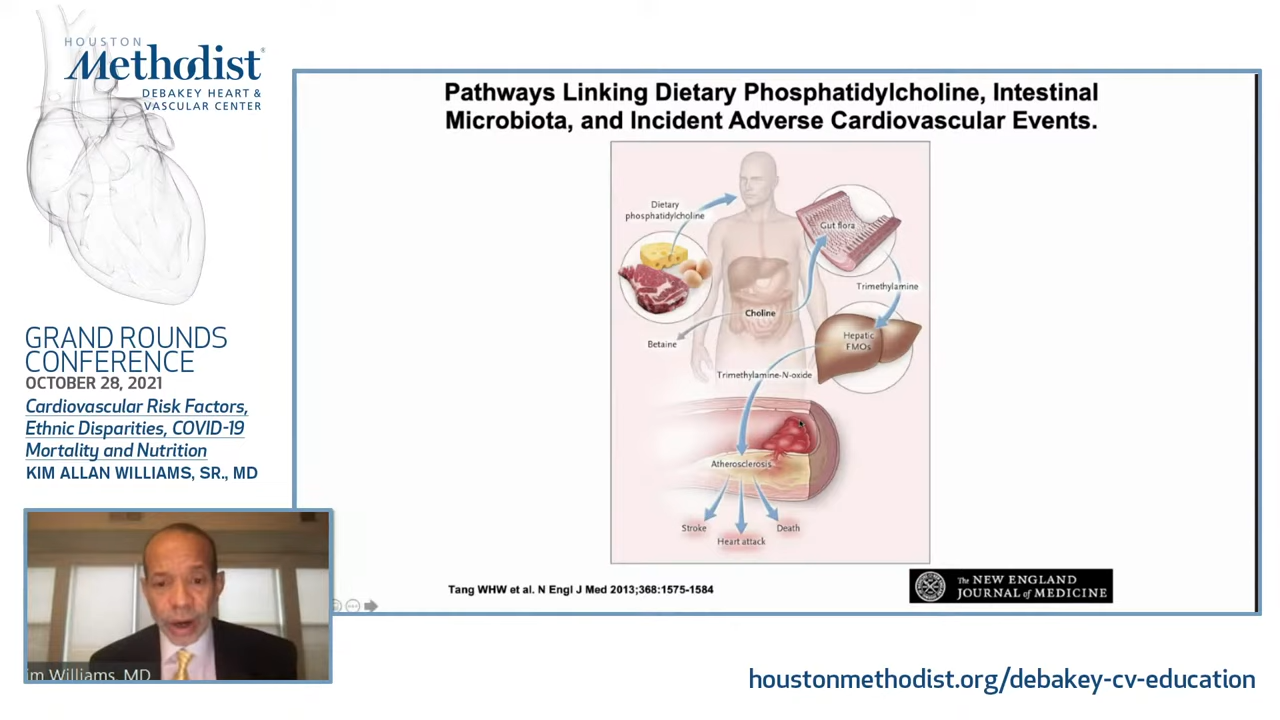 HOUSTON
Methodist
DEBAKEY HEART &
VASCULAR CENTER
GRAND ROUNDS
CONFERENCE
OCTOBER 28, 2021
Cardiovascular Risk Factors,
Ethnic Disparities, COVID-19
Mortality and Nutrition
KIM ALLAN WILLIAMS, SR., MD
im Williams, MD
Pathways Linking Dietary Phosphatidylcholine, Intestinal
Microbiota, and Incident Adverse Cardiovascular Events.
Dietary
phosphatidylcholine
Gut flora
Trimethylamine
Choline
Betaine
Hepatic
FMOs
Trimethylamine-N-oxide
Atherosclerosis
Stroke
Heart attack
Death
Tang WHW et al. N Engl J Med 2013;368:1575-1584
The NEW ENGLAND
JOURNAL of MEDICINE
houstonmethodist.org/debakey-cv-education